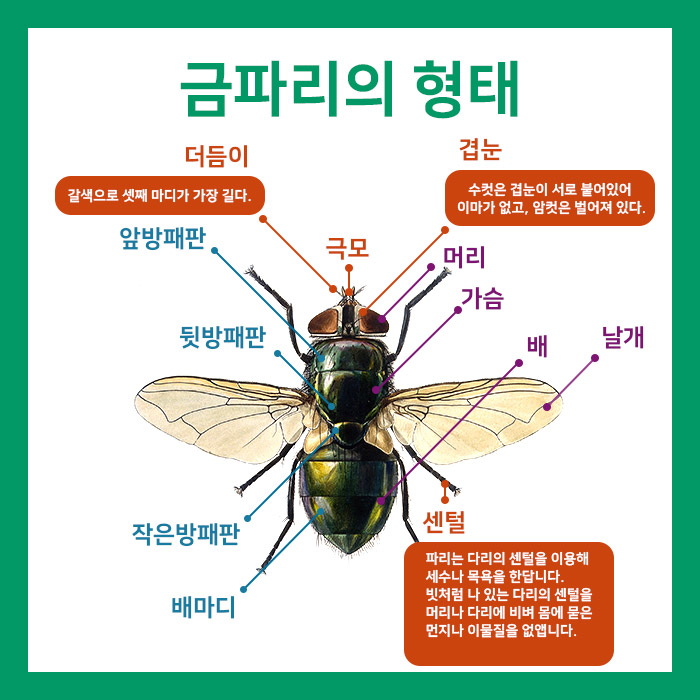 금파리의 형태
더듬이
갈색으로 셋째 마디가 가장 길다.
겹눈
수컷은 겹눈이 서로 붙어있어
이마가 없고, 암컷은 벌어져 있다.
앞방패판
극모
머리
가슴
뒷방패판
배
날개
작은방패판
센털
파리는 다리의 센털을 이용해
세수나 목욕을 한답니다.
빗처럼 나 있는 다리의 센털을
머리나 다리에 비벼 몸에 묻은
먼지나 이물질을 없앱니다.
배마디